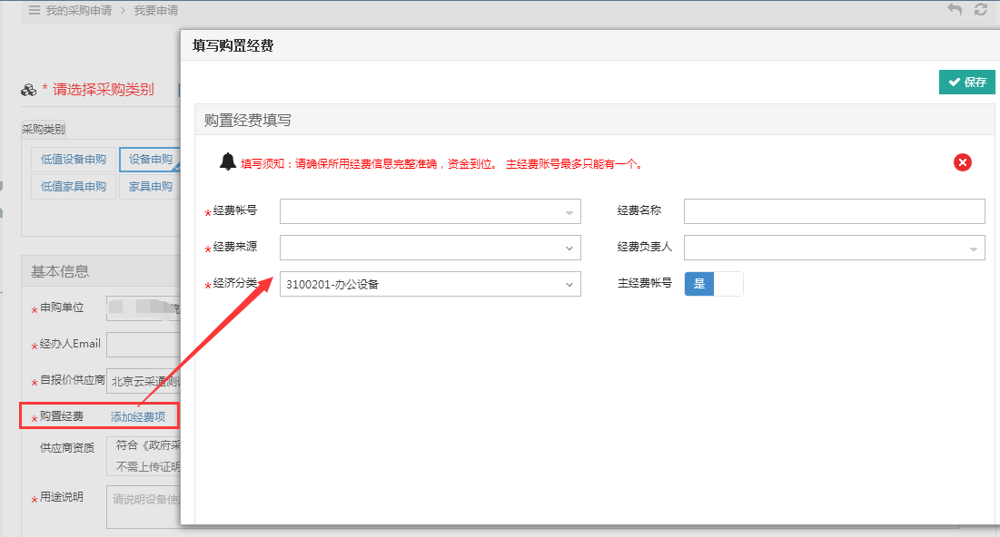 我的采购申请 > 我要申请
填写购置经费
* 请选择采购类别
保存
采购类别
购置经费填写
低值设备申购
设备申购
低值家具申购
家具申购
填写须知：请确保所用经费信息完整准确，资金到位。 主经费账号最多只能有一个。
*经费帐号
经费名称
*经费来源
经费负责人
*经济分类
3100201-办公设备
主经费帐号
是
基本信息
*申购单位
*经办人Email
*自报价供应商
北京云采通测
*购置经费
添加经费项
供应商资质
符合《政府采
不需上传证明
*用途说明
请说明设备使